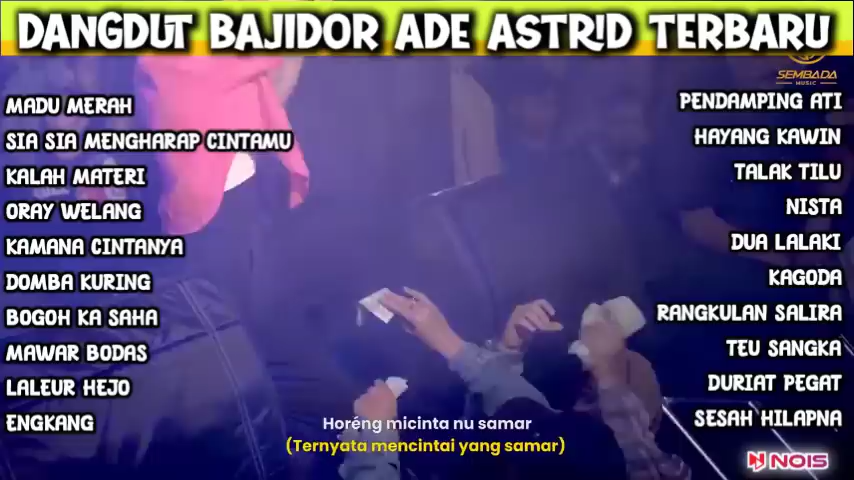 DANGDUT BAJIDOR ADE ASTRID TERBARU
SEMBADA
MUSIC
MADU MERAH
SIA SIA MENGHARAP CINTAMU
KALAH MATERI
ORAY WELANG
KAMANA CINTANYA
DOMBA KURING
BOGOH KA SAHA
MAWAR BODAS
LALEUR HEJO
ENGKANG
PENDAMPING ATI
HAYANG KAWIN
TALAK TILU
NISTA
DUA LALAKI
KAGODA
RANGKULAN SALIRA
TEU SANGKA
DURIAT PEGAT
SESAH HILAPNA
Horéng micinta nu samar
(Ternyata mencintai yang samar)
NOIS